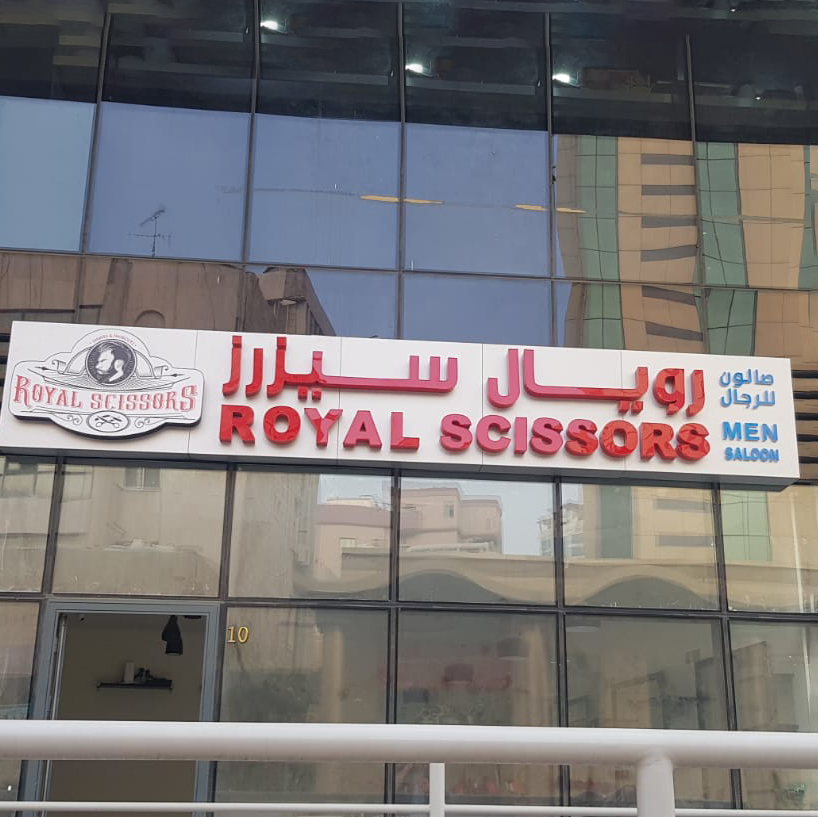 ROYAL SCISSORS
رويال سيزرز
ROYAL SCISSORS
صالون
للرجال
MEN
SALOON
10